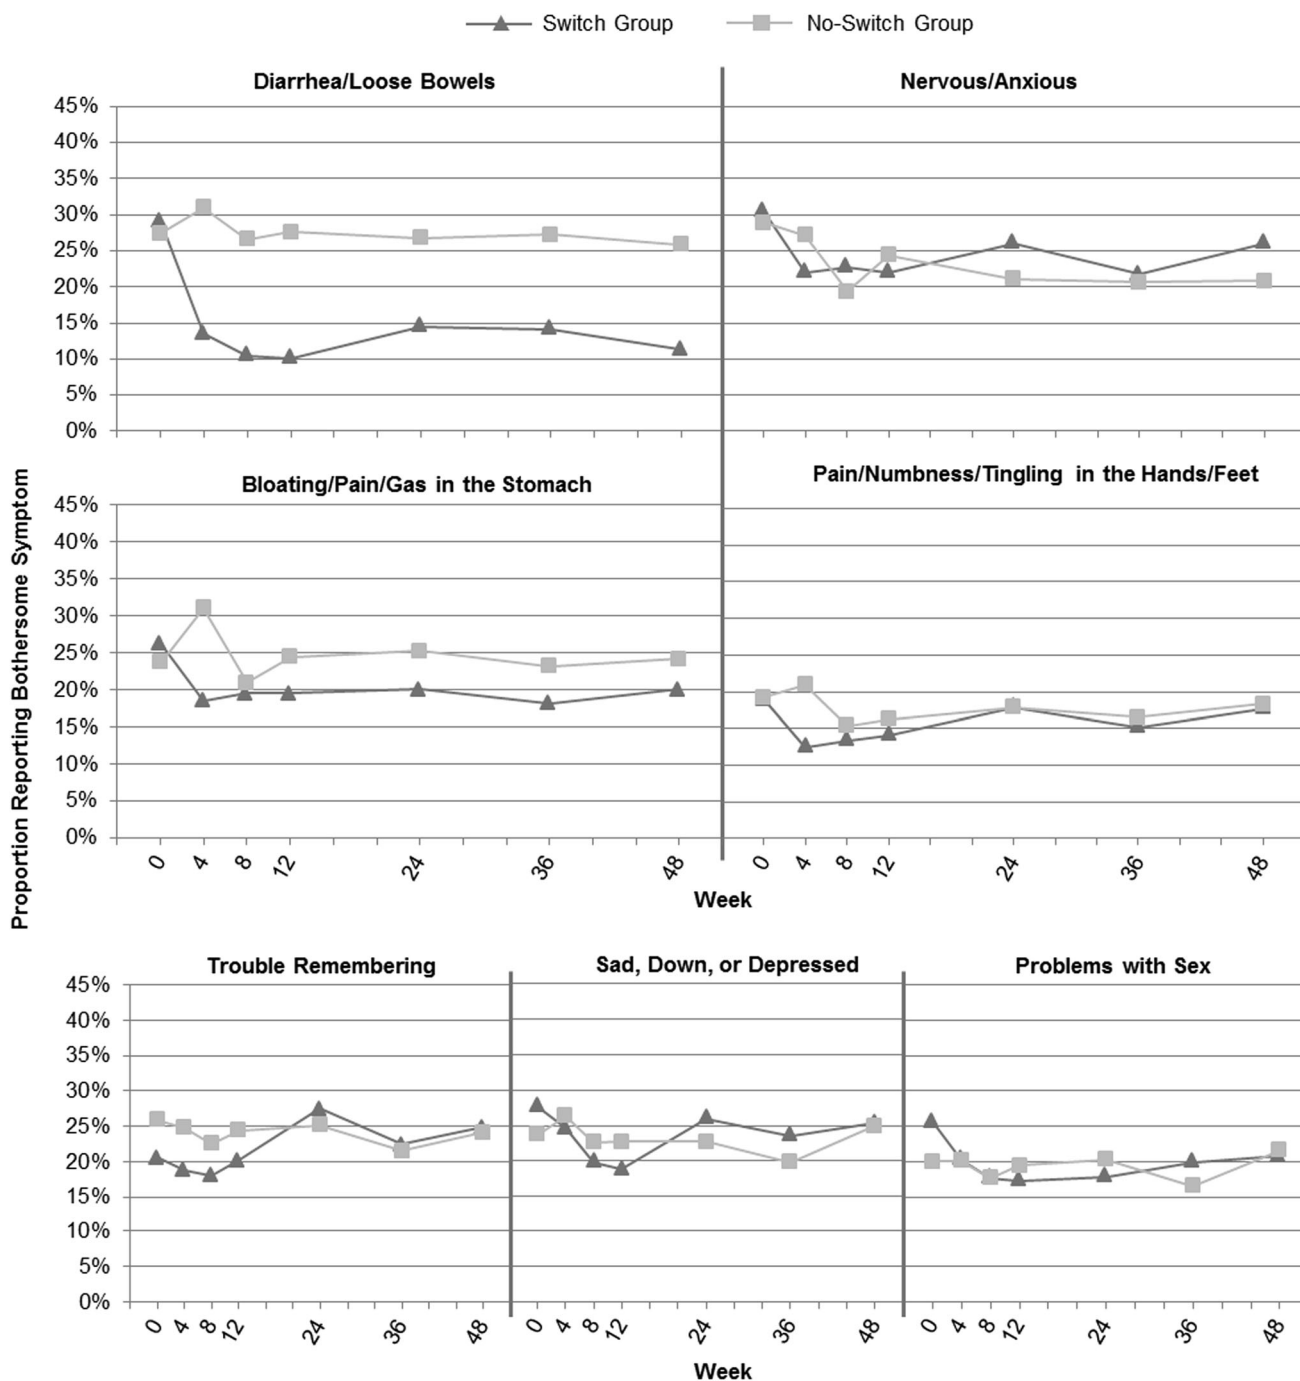 Switch Group
No-Switch Group
Diarrhea/Loose Bowels
Nervous/Anxious
45%
40%
35%
30%
25%
20%
15%
10%
5%
0%
Proportion Reporting Bothersome Symptom
Bloating/Pain/Gas in the Stomach
Pain/Numbness/Tingling in the Hands/Feet
45%
40%
35%
30%
25%
20%
15%
10%
5%
0%
0 4 8 12 24 36 48
0 4 8 12 24 36 48
Week
Trouble Remembering
Sad, Down, or Depressed
Problems with Sex
45%
40%
35%
30%
25%
20%
15%
10%
5%
0%
0 4 8 12 24 36 48
0 4 8 12 24 36 48
0 4 8 12 24 36 48
Week